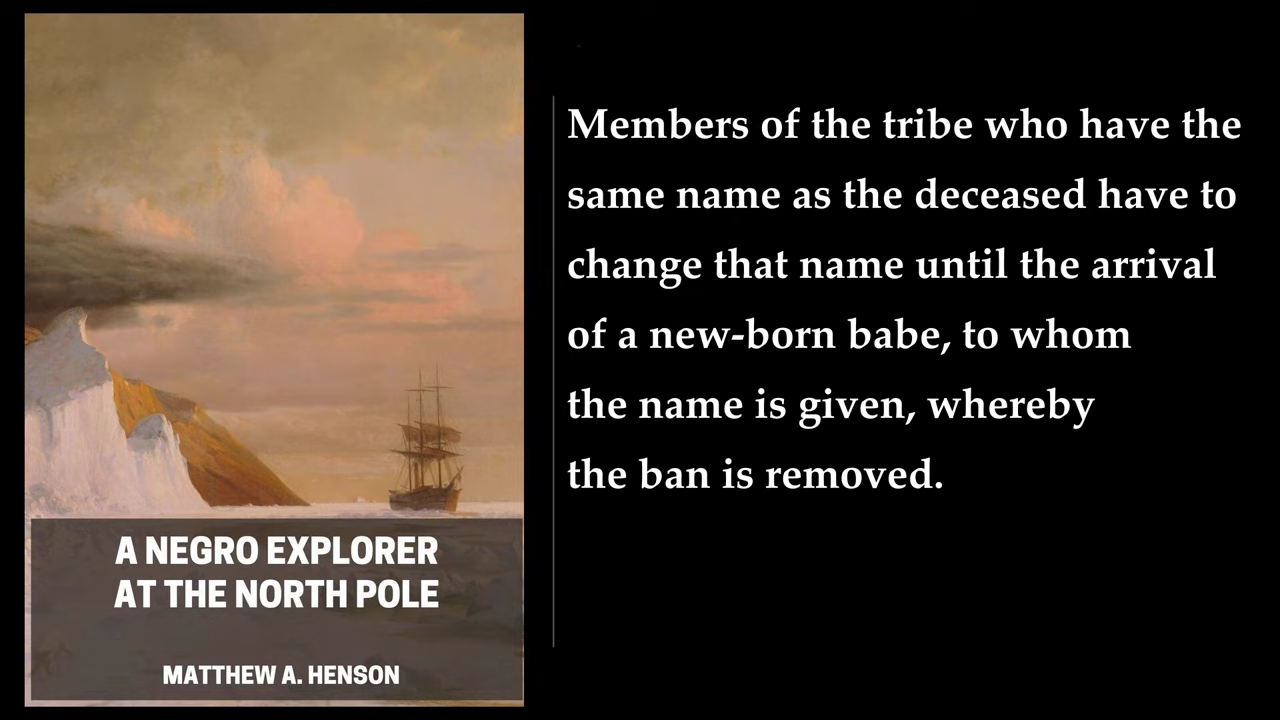 A NEGRO EXPLORER
AT THE NORTH POLE
MATTHEW A. HENSON
Members of the tribe who have the
same name as the deceased have to
change that name until the arrival
of a new-born babe, to whom
the name is given, whereby
the ban is removed.